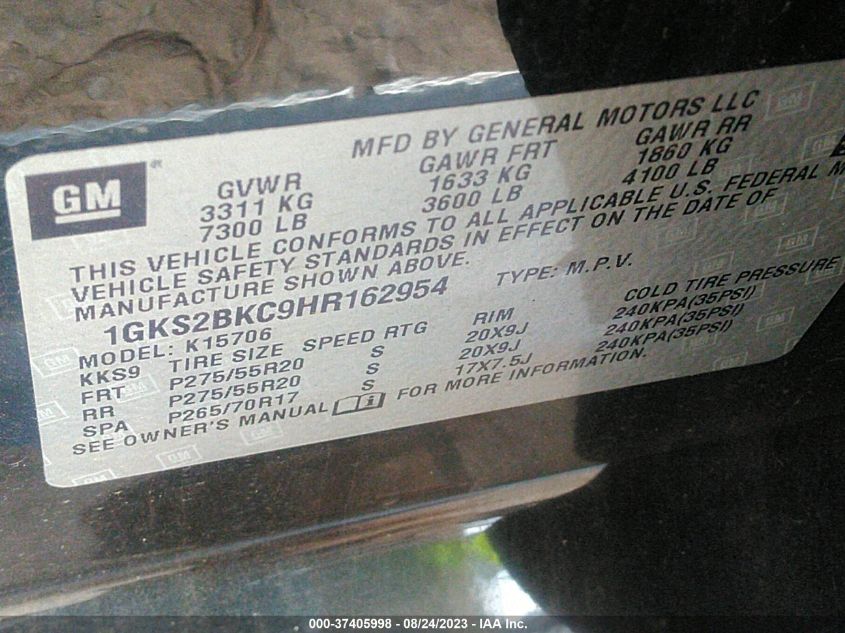 MFD BY GENERAL MOTORS LLC
GM
GVWR GAWR FRT GAWR RR
3311 KG 1633 KG 1860 KG
7300 LB 3600 LB 4100 LB
THIS VEHICLE CONFORMS TO ALL APPLICABLE U.S. FEDERAL M
VEHICLE SAFETY STANDARDS IN EFFECT ON THE DATE OF
MANUFACTURE SHOWN ABOVE.
1GKS2BKC9HR162954 TYPE: M.P.V.
MODEL: K15706
KKS9 TIRE SIZE SPEED RTG RIM COLD TIRE PRESSURE
FRT P275/55R20 S 20X9J 240KPA(35PSI)
RR P275/55R20 S 20X9J 240KPA(35PSI)
SPA P265/70R17 S 17X7.5J 240KPA(35PSI)
SEE OWNER'S MANUAL i FOR MORE INFORMATION.
000-37405998 - 08/24/2023 - IAA Inc.